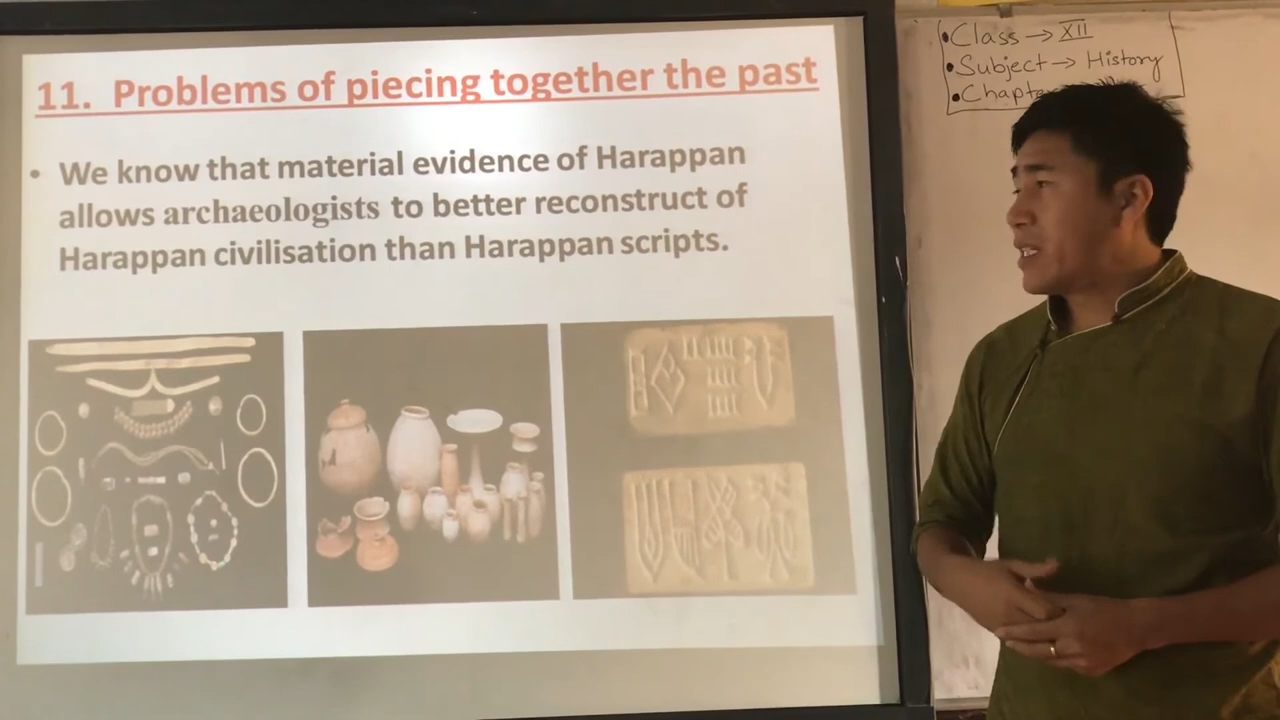 11. Problems of piecing together the past
• We know that material evidence of Harappan
allows archaeologists to better reconstruct of
Harappan civilisation than Harappan scripts.
•Class → XII
•Subject → History